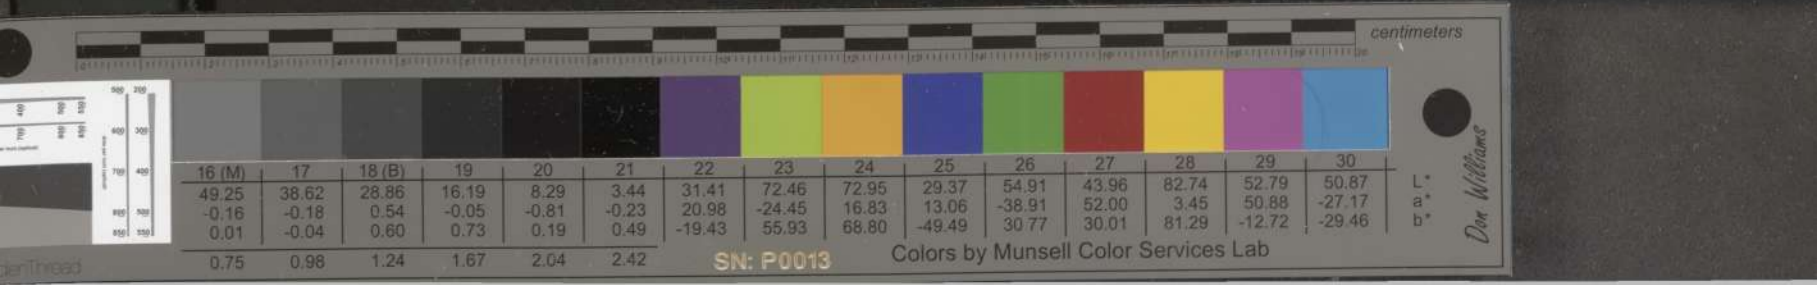 centimeters
16 (M) 17 18 (B) 19 20 21 22 23 24 25 26 27 28 29 30
49.25 38.62 28.86 16.19 8.29 3.44 31.41 72.46 72.95 29.37 54.91 43.96 82.74 52.79 50.87 L*
-0.16 -0.18 0.54 -0.05 -0.81 -0.23 20.98 -24.45 16.83 13.06 -38.91 52.00 3.45 50.88 -27.17 a*
0.01 -0.04 0.60 0.73 0.19 0.49 -19.43 55.93 68.80 -49.49 30.77 30.01 81.29 -12.72 -29.46 b*
0.75 0.98 1.24 1.67 2.04 2.42 SN: P0013 Colors by Munsell Color Services Lab
Don Williams